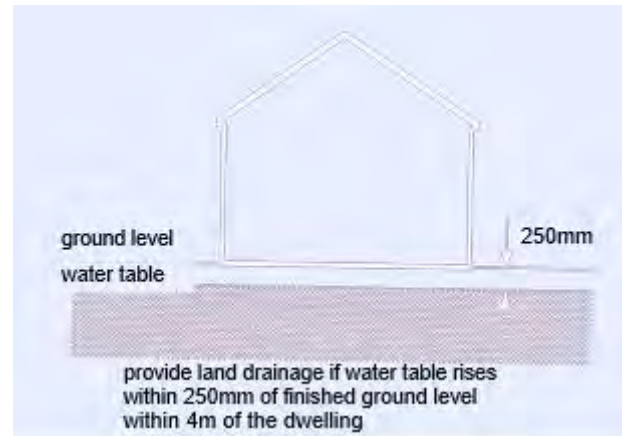 ground level
250mm
water table
provide land drainage if water table rises
within 250mm of finished ground level
within 4m of the dwelling